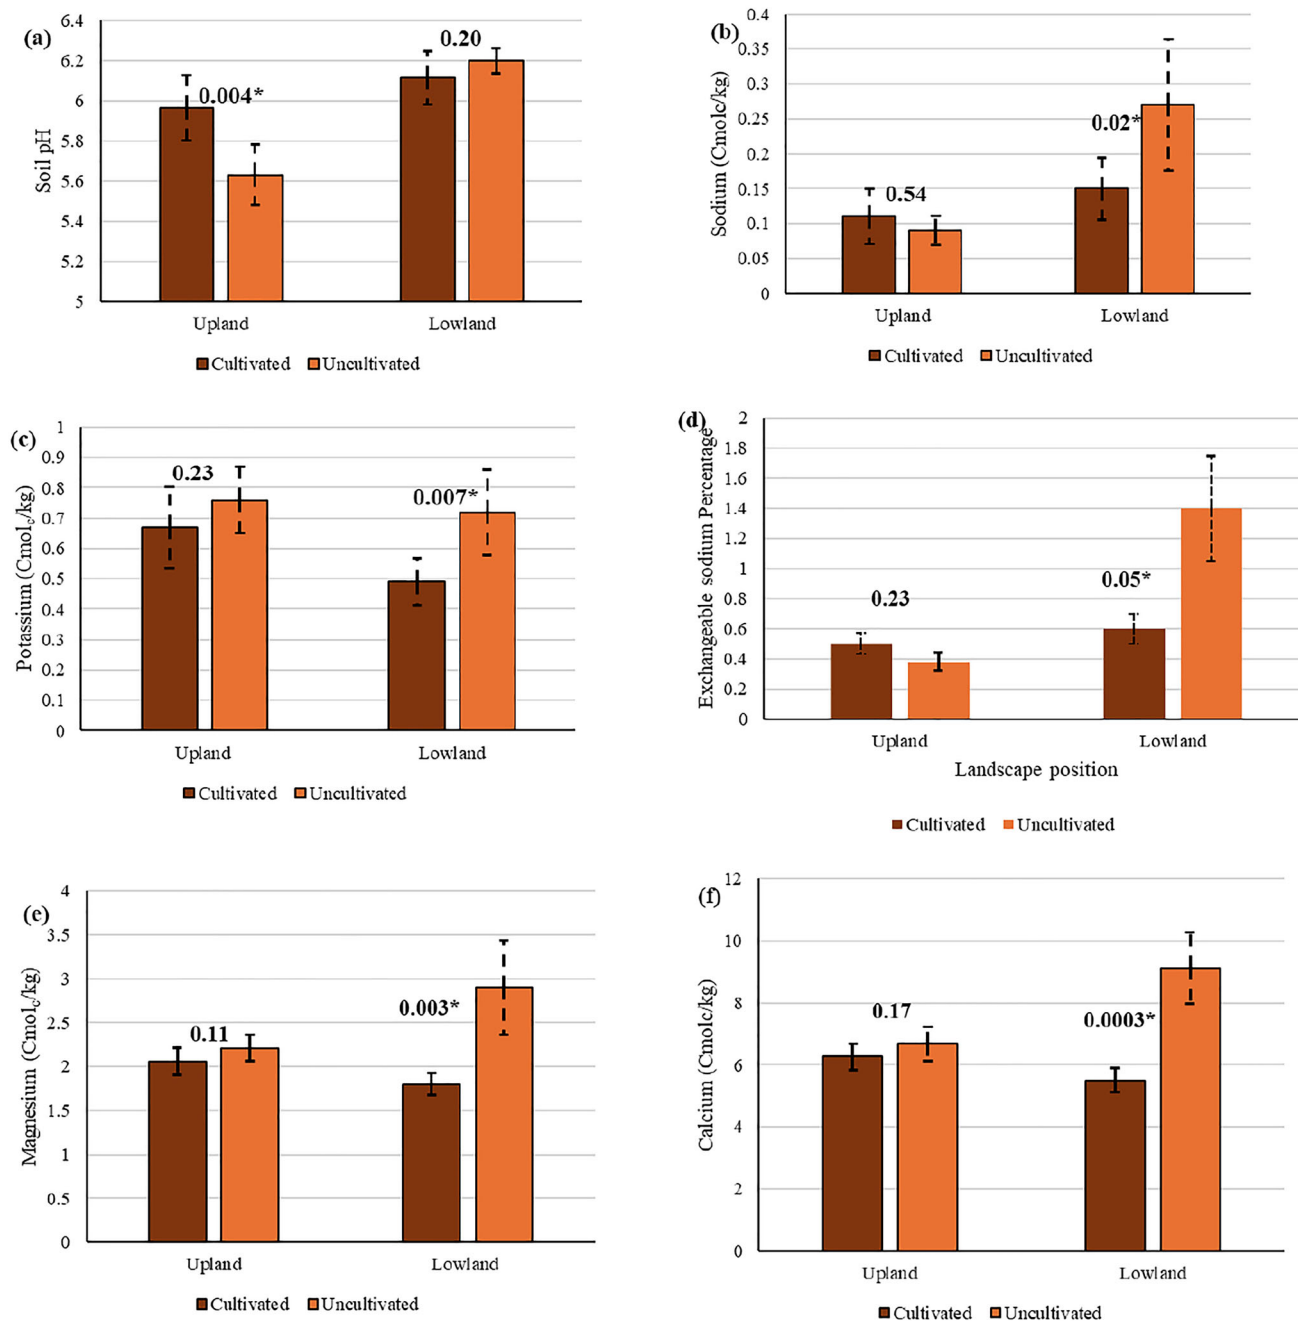 (a)
Soil pH
6.4
6.2
6
5.8
5.6
5.4
5.2
5
0.004*
0.20
Upland Lowland
Cultivated Uncultivated
(b)
Sodium (Cmolc/kg)
0.4
0.35
0.3
0.25
0.2
0.15
0.1
0.05
0
0.54
0.02*
Upland Lowland
Cultivated Uncultivated
(c)
Potassium (Cmolc/kg)
1
0.9
0.8
0.7
0.6
0.5
0.4
0.3
0.2
0.1
0
0.23
0.007*
Upland Lowland
Cultivated Uncultivated
(d)
Exchangeable sodium Percentage
2
1.8
1.6
1.4
1.2
1
0.8
0.6
0.4
0.2
0
0.23
0.05*
Upland Lowland
Landscape position
Cultivated Uncultivated
(e)
Magnesium (Cmolc/kg)
4
3.5
3
2.5
2
1.5
1
0.5
0
0.11
0.003*
Upland Lowland
Cultivated Uncultivated
(f)
Calcium (Cmolc/kg)
12
10
8
6
4
2
0
0.17
0.0003*
Upland Lowland
Cultivated Uncultivated